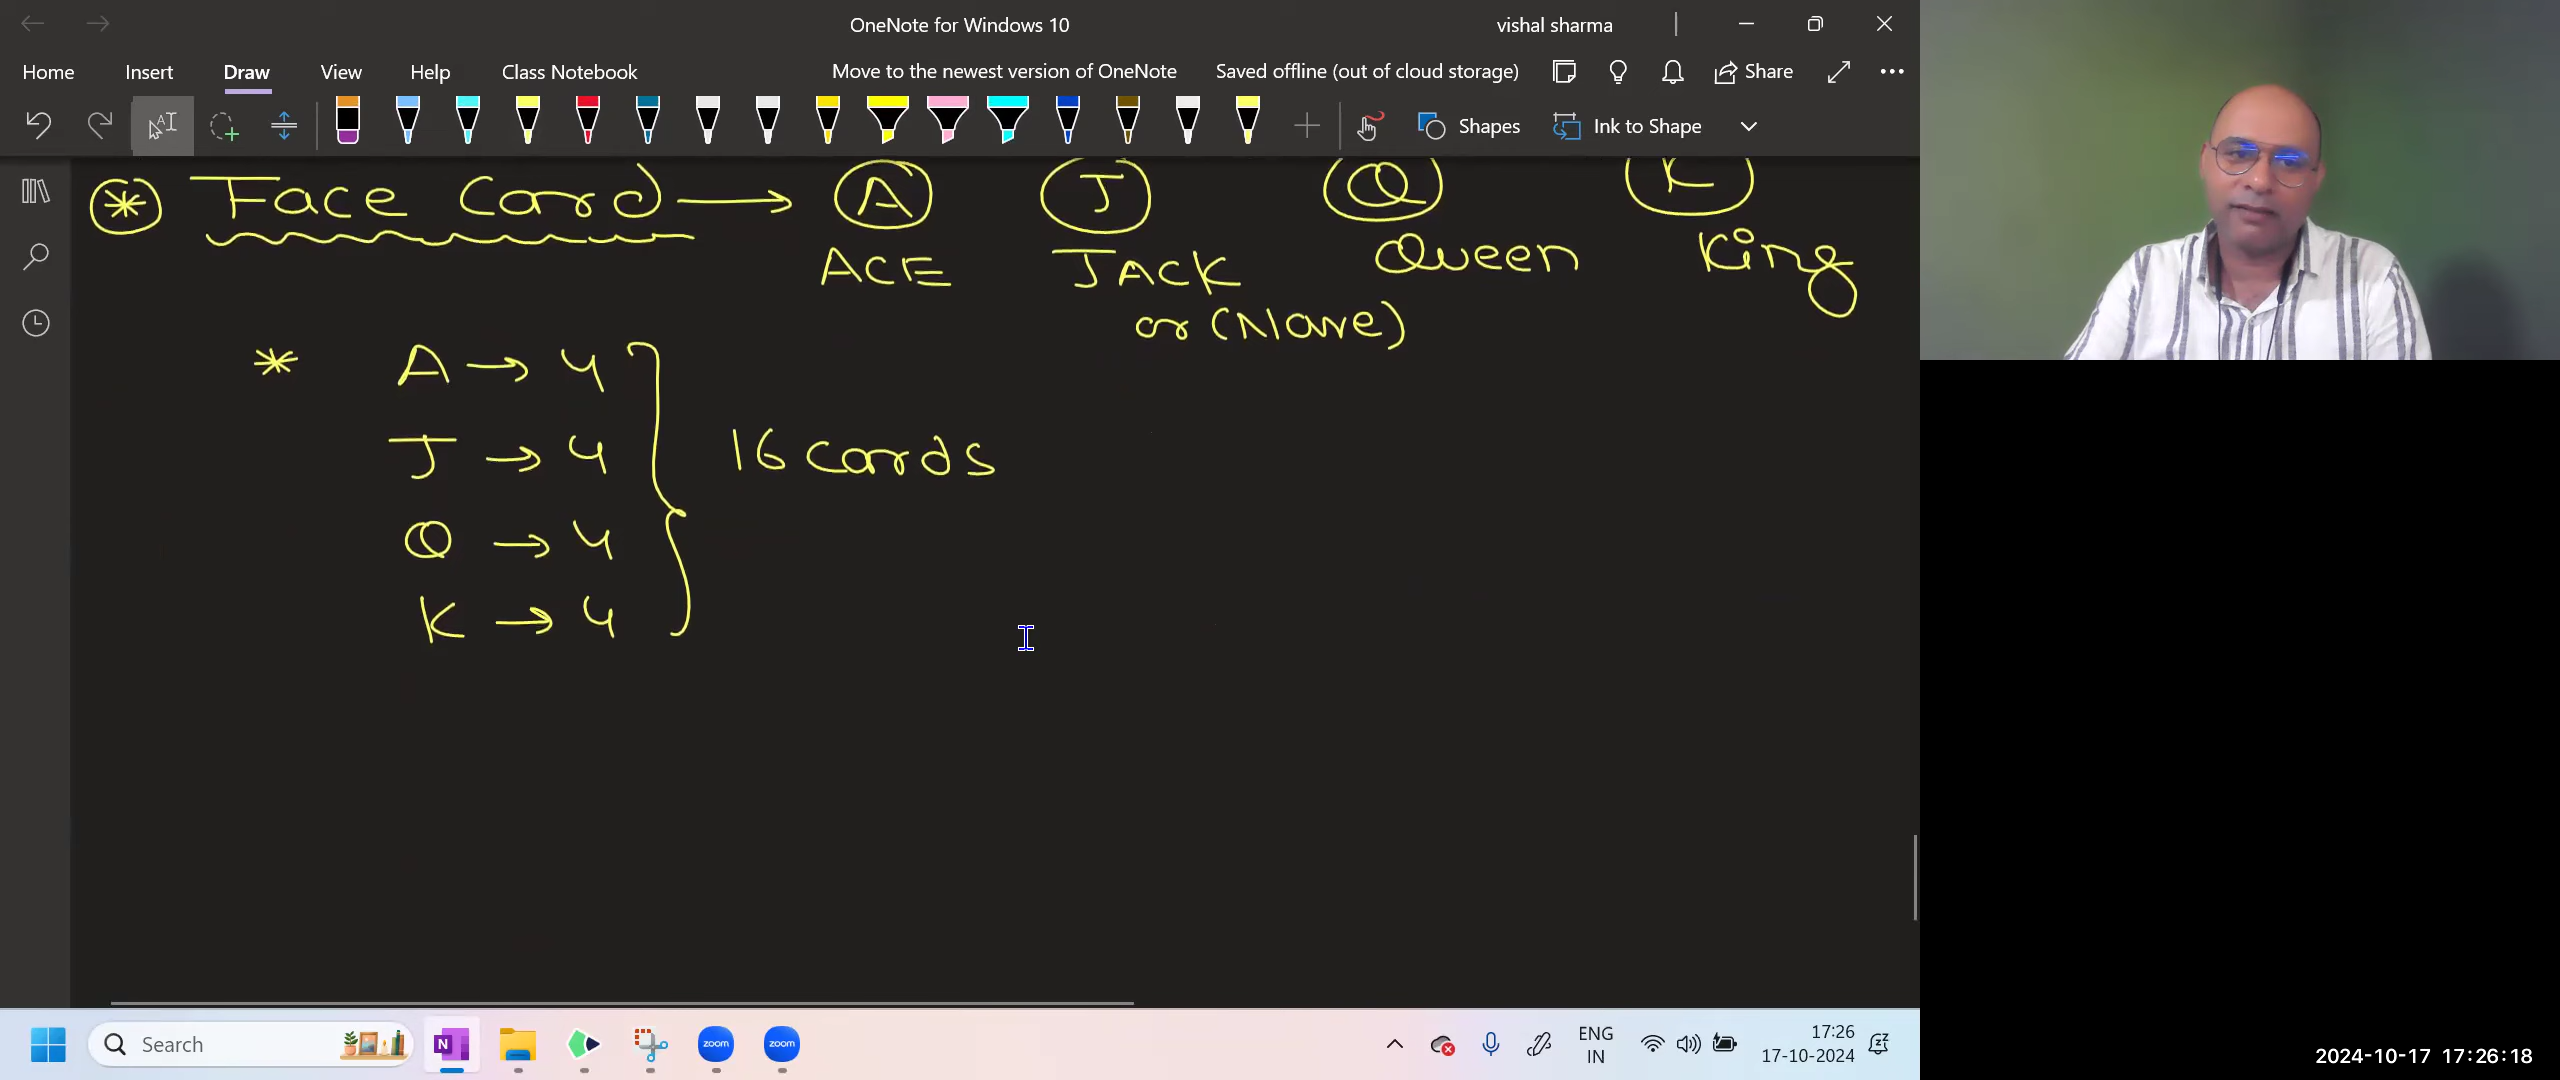 OneNote for Windows 10
vishal sharma
Home Insert Draw View Help Class Notebook
Move to the newest version of OneNote Saved offline (out of cloud storage) Share
Shapes Ink to Shape
* Face Card → A J Q K
ACE JACK Queen King
or (Nave)
* A → 4
J → 4
16 cards
Q → 4
K → 4
Search
zoom zoom
ENG
IN
17:26
17-10-2024
2024-10-17 17:26:18